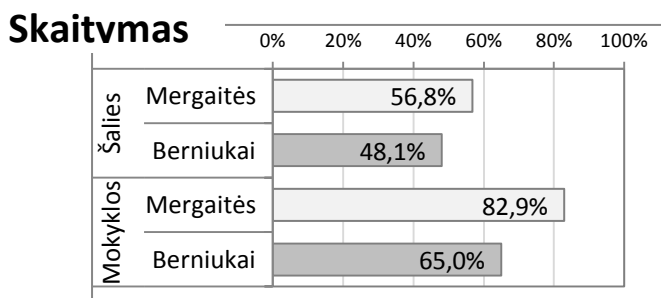 Skaitymas
0% 20% 40% 60% 80% 100%
Šalies
Mergaitės 56,8%
Berniukai 48,1%
Mokyklos
Mergaitės 82,9%
Berniukai 65,0%